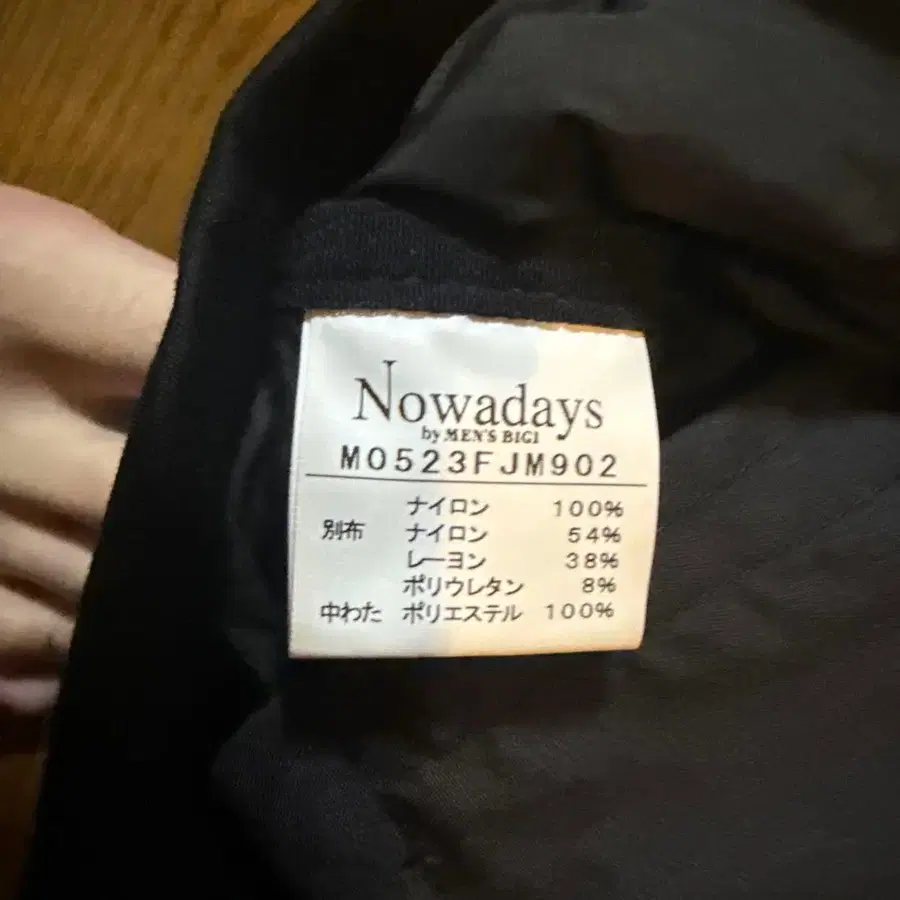 Nowadays
by MEN'S BIGI
M0523FJM902
ナイロン 100%
別布 ナイロン 54%
レーヨン 38%
ポリウレタン 8%
中わた ポリエステル 100%